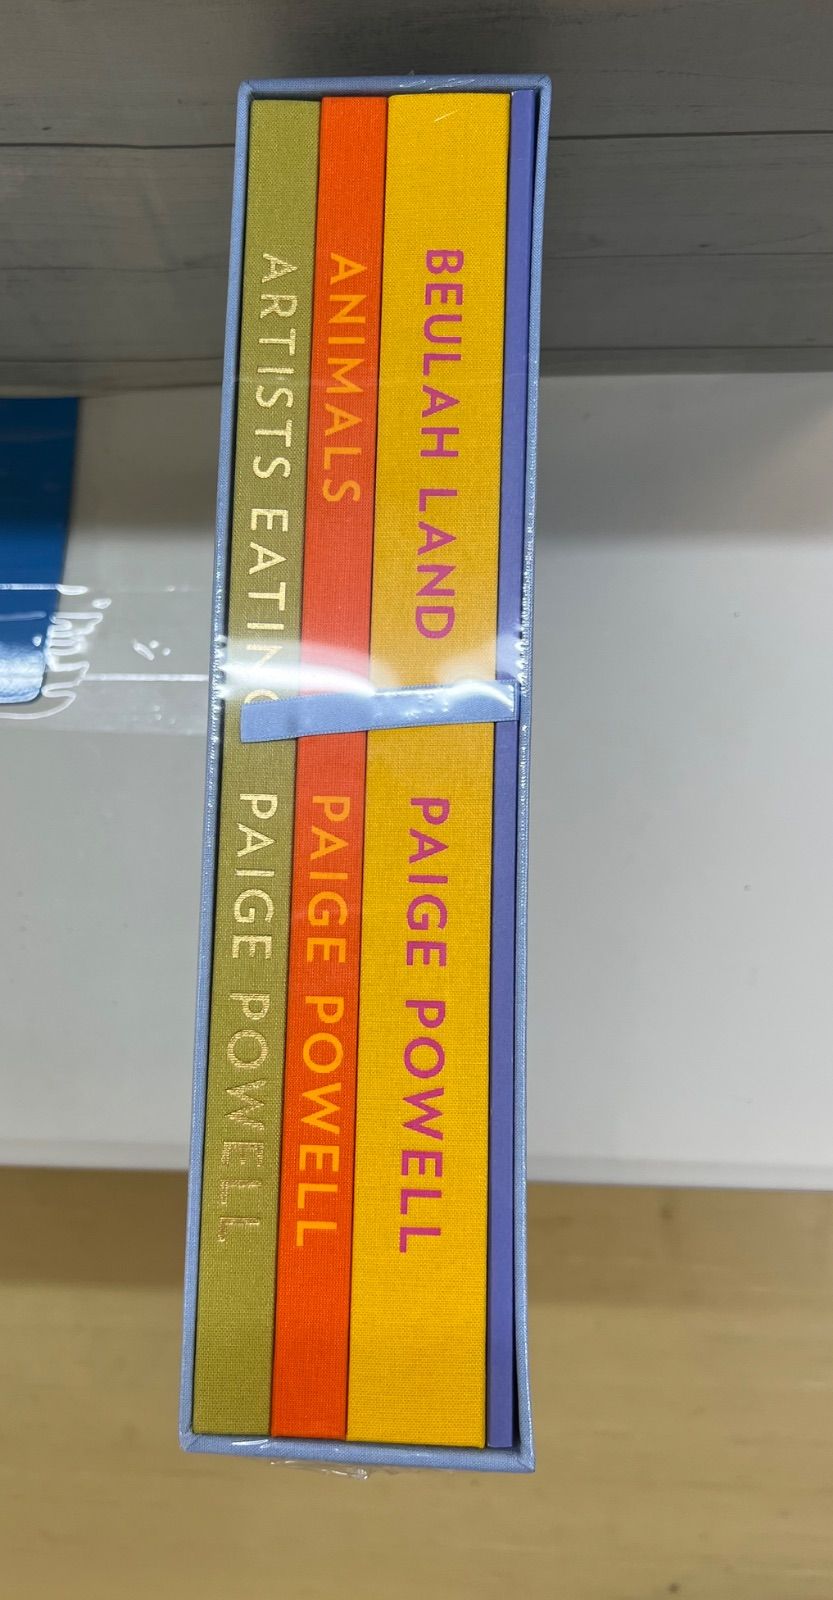 ARTISTS EATING PAIGE POWELL
ANIMALS PAIGE POWELL
BEULAH LAND PAIGE POWELL